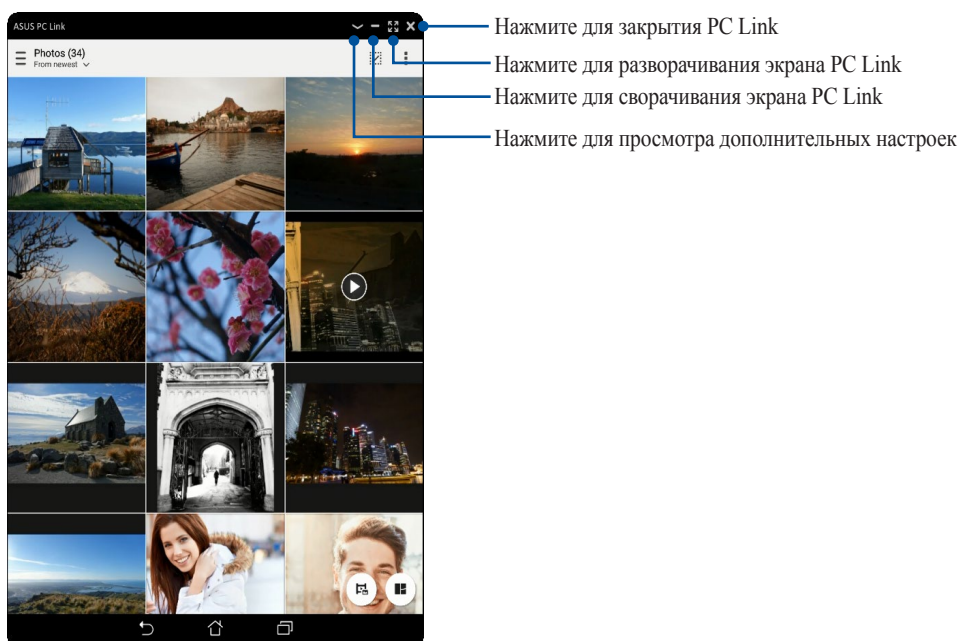 ASUS PC Link
Нажмите для закрытия PC Link
Photos (34)
From newest
Нажмите для разворачивания экрана PC Link
Нажмите для сворачивания экрана PC Link
Нажмите для просмотра дополнительных настроек